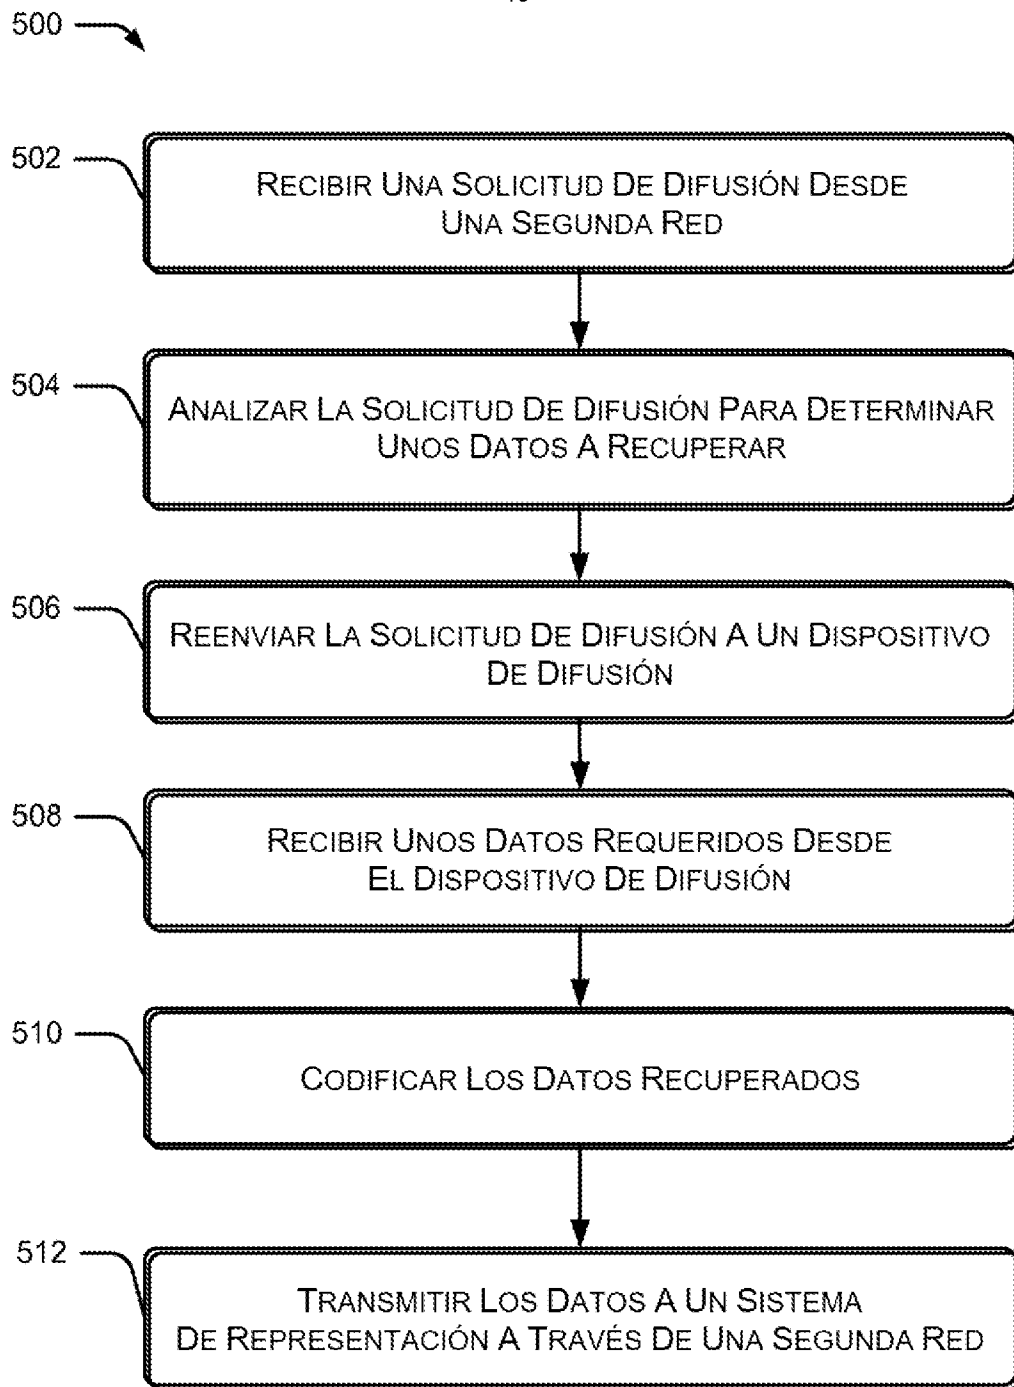 500
502
RECIBIR UNA SOLICITUD DE DIFUSIÓN DESDE
UNA SEGUNDA RED
504
ANALIZAR LA SOLICITUD DE DIFUSIÓN PARA DETERMINAR
UNOS DATOS A RECUPERAR
506
REENVIAR LA SOLICITUD DE DIFUSIÓN A UN DISPOSITIVO
DE DIFUSIÓN
508
RECIBIR UNOS DATOS REQUERIDOS DESDE
EL DISPOSITIVO DE DIFUSIÓN
510
CODIFICAR LOS DATOS RECUPERADOS
512
TRANSMITIR LOS DATOS A UN SISTEMA
DE REPRESENTACIÓN A TRAVÉS DE UNA SEGUNDA RED